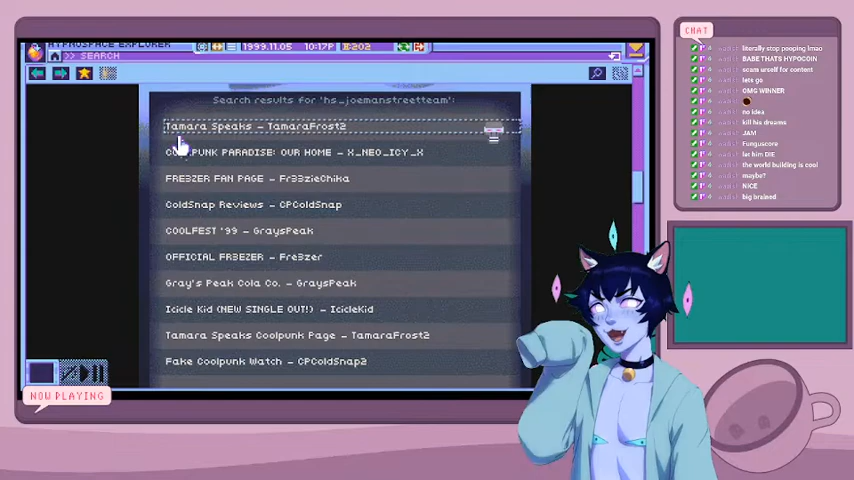 HYPNOSPACE EXPLORER
1999.11.05 10:17P 202
>> SEARCH
Search results for 'hs_joemanstreetteam':
Tamara Speaks - TamaraFrost2
PUNK PARADISE: OUR HOME - X_NEO_ICY_X
FREEZER FAN PAGE - Fr33zieChika
ColdSnap Reviews - CPColdSnap
COOLFEST '99 - GraysPeak
OFFICIAL FR3EZER - Fre3zer
Gray's Peak Cola Co. - GraysPeak
Icicle Kid (NEW SINGLE OUT!) - IcicleKid
Tamara Speaks Coolpunk Page - TamaraFrost2
Fake Coolpunk Watch - CPColdSnap2
NOW PLAYING
CHAT
literally stop pooping lmao
BABE THATS HYPOCOIN
scam urself for content
lets go
OMG WINNER
no idea
kill his dreams
JAM
Funguscore
let him DIE
the world building is cool
maybe?
NICE
big brained